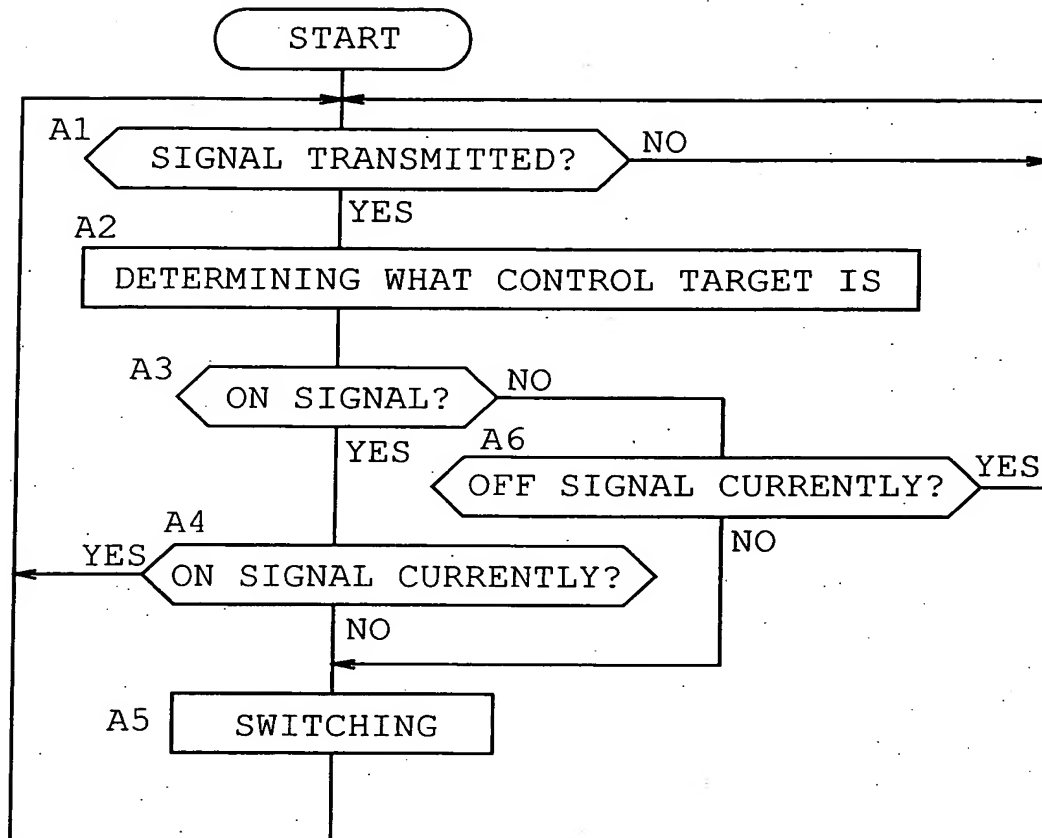 START
A1
SIGNAL TRANSMITTED?
NO
YES
A2
DETERMINING WHAT CONTROL TARGET IS
A3
ON SIGNAL?
NO
YES
A6
OFF SIGNAL CURRENTLY?
YES
NO
A4
YES
ON SIGNAL CURRENTLY?
NO
A5
SWITCHING